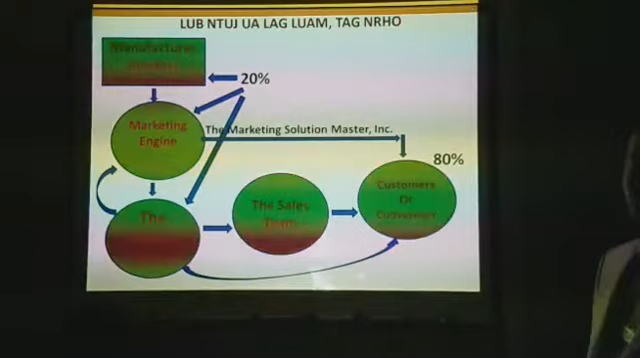 LUB NTUJ UA LAG LUAM, TAG NRHO
Manufacturer
20%
Marketing
Engine
The Marketing Solution Master, Inc.
80%
Customers
Or
Customer
The
The Sales
Team